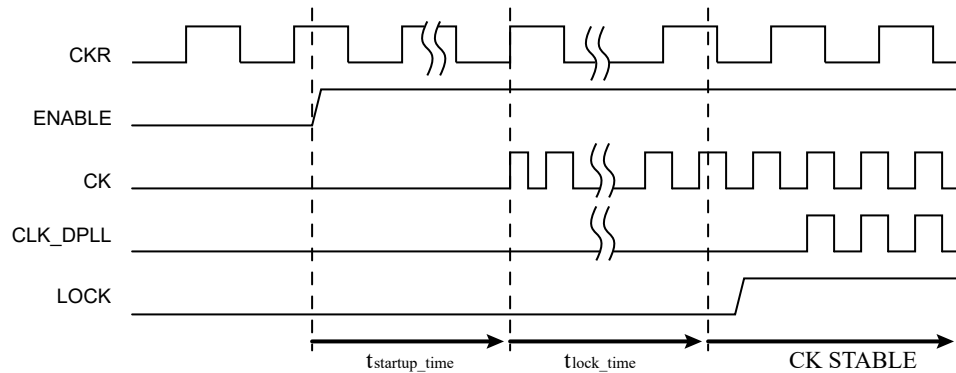 CKR
ENABLE
CK
CLK_DPLL
LOCK
tstartup_time
tlock_time
CK STABLE